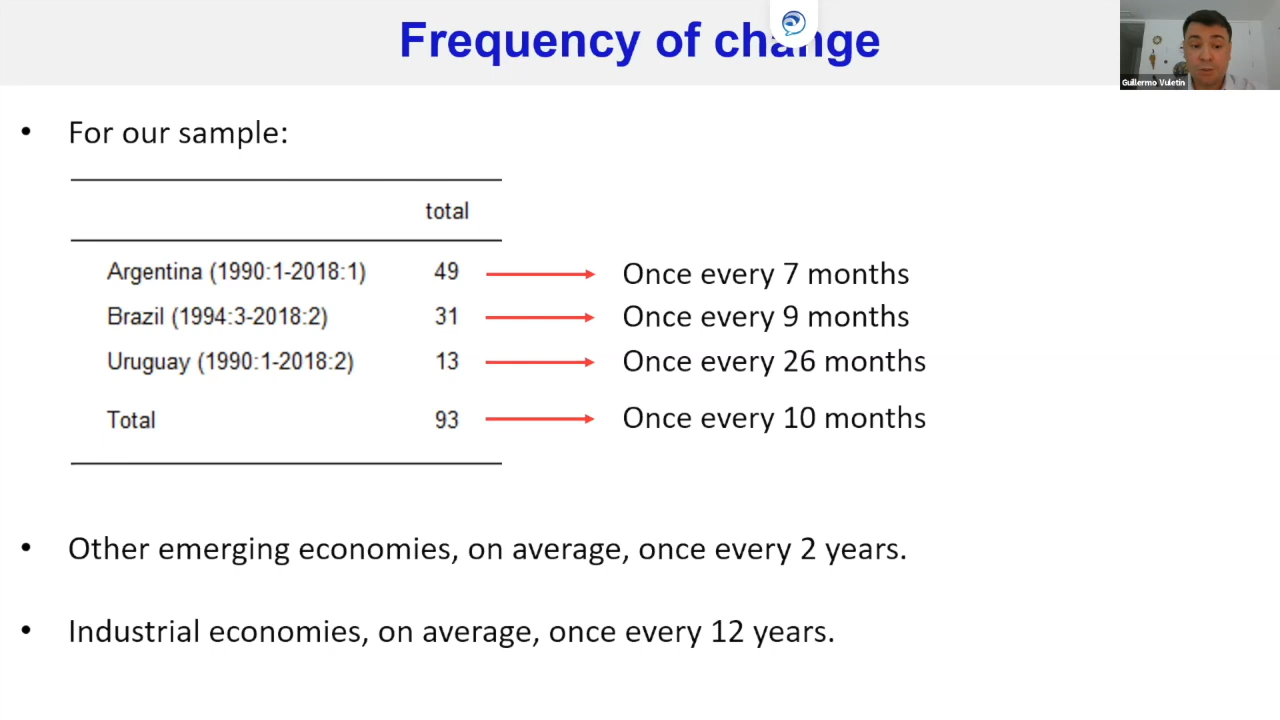 Frequency of change
Guillermo Vuletin
• For our sample:
total
Argentina (1990:1-2018:1) 49 Once every 7 months
Brazil (1994:3-2018:2) 31 Once every 9 months
Uruguay (1990:1-2018:2) 13 Once every 26 months
Total 93 Once every 10 months
• Other emerging economies, on average, once every 2 years.
• Industrial economies, on average, once every 12 years.